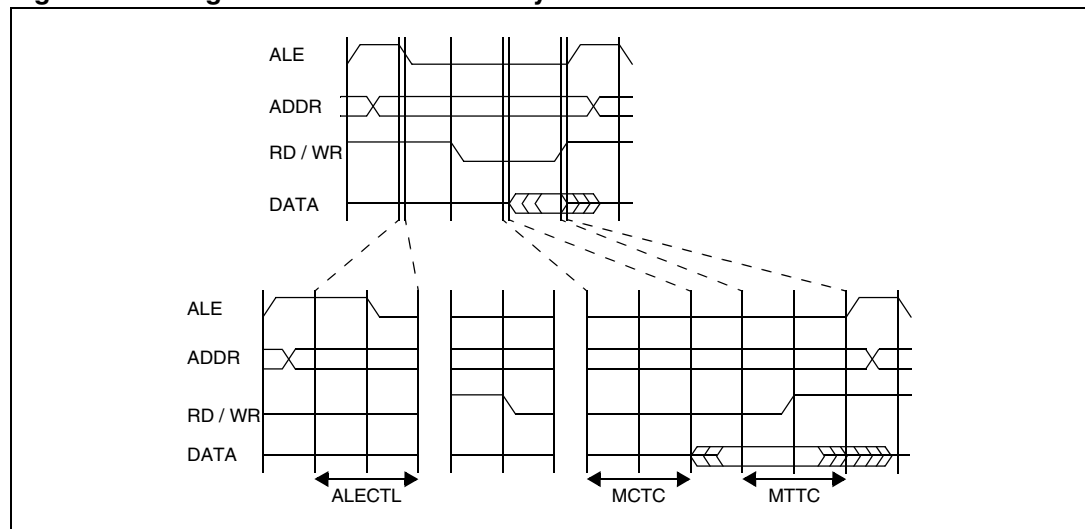 ALE
ADDR
RD / WR
DATA
ALE
ADDR
RD / WR
DATA
ALECTL
MCTC
MTTC